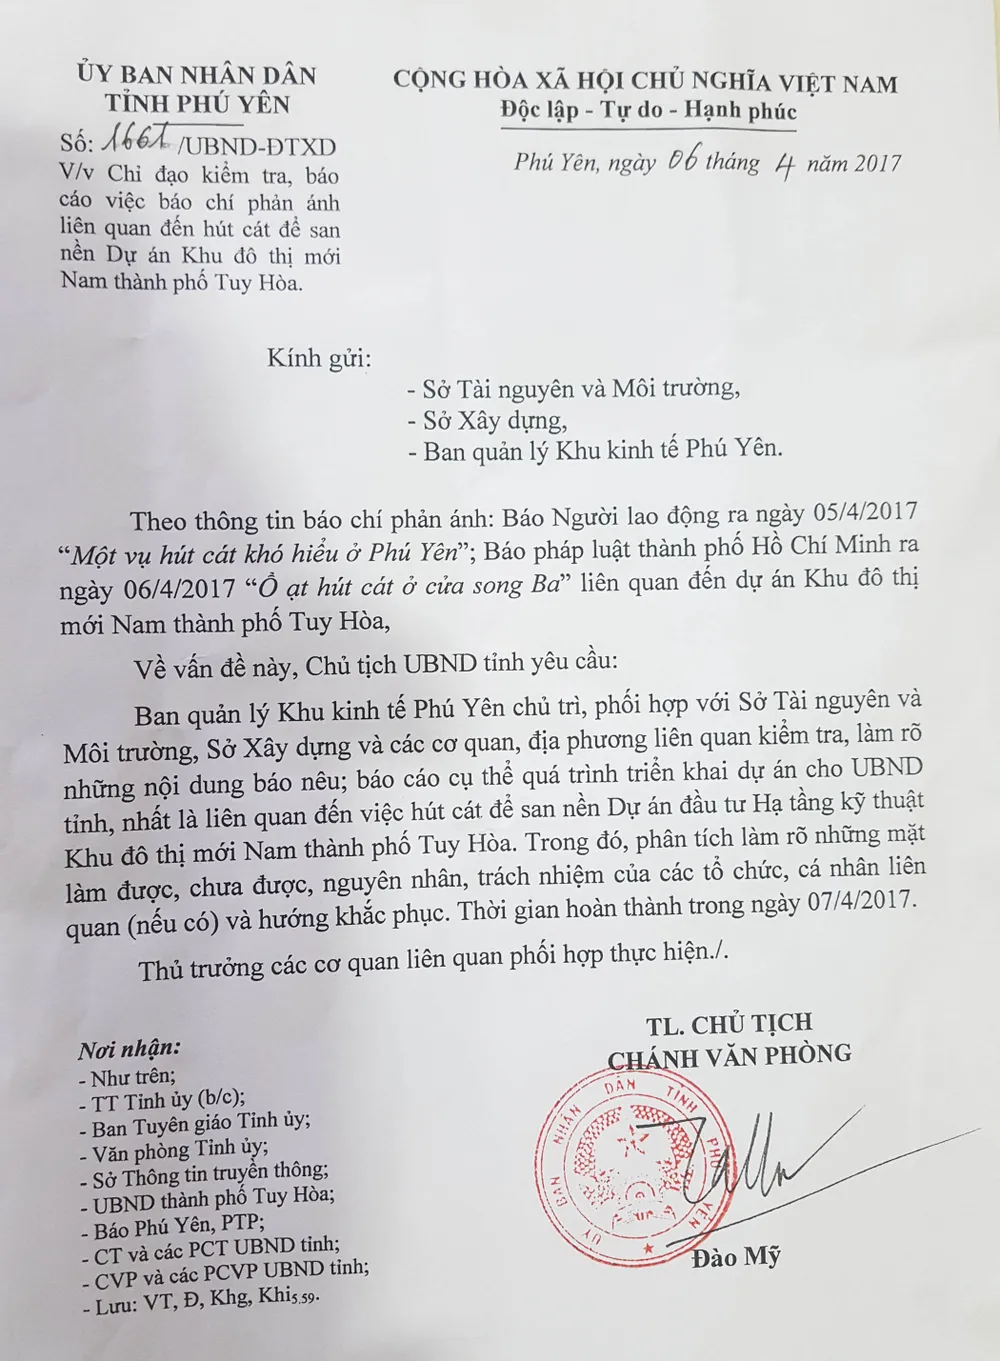 ỦY BAN NHÂN DÂN
TỈNH PHÚ YÊN
Số: 1661 /UBND-ĐTXD
V/v Chỉ đạo kiểm tra, báo
cáo việc báo chí phản ánh
liên quan đến hút cát để san
nền Dự án Khu đô thị mới
Nam thành phố Tuy Hòa.
CỘNG HÒA XÃ HỘI CHỦ NGHĨA VIỆT NAM
Độc lập - Tự do - Hạnh phúc
Phú Yên, ngày 06 tháng 4 năm 2017
Kính gửi:
- Sở Tài nguyên và Môi trường,
- Sở Xây dựng,
- Ban quản lý Khu kinh tế Phú Yên.
Theo thông tin báo chí phản ánh: Báo Người lao động ra ngày 05/4/2017
“Một vụ hút cát khó hiểu ở Phú Yên”; Báo pháp luật thành phố Hồ Chí Minh ra
ngày 06/4/2017 “Ồ ạt hút cát ở cửa song Ba” liên quan đến dự án Khu đô thị
mới Nam thành phố Tuy Hòa,
Về vấn đề này, Chủ tịch UBND tỉnh yêu cầu:
Ban quản lý Khu kinh tế Phú Yên chủ trì, phối hợp với Sở Tài nguyên và
Môi trường, Sở Xây dựng và các cơ quan, địa phương liên quan kiểm tra, làm rõ
những nội dung báo nêu; báo cáo cụ thể quá trình triển khai dự án cho UBND
tỉnh, nhất là liên quan đến việc hút cát để san nền Dự án đầu tư Hạ tầng kỹ thuật
Khu đô thị mới Nam thành phố Tuy Hòa. Trong đó, phân tích làm rõ những mặt
làm được, chưa được, nguyên nhân, trách nhiệm của các tổ chức, cá nhân liên
quan (nếu có) và hướng khắc phục. Thời gian hoàn thành trong ngày 07/4/2017.
Thủ trưởng các cơ quan liên quan phối hợp thực hiện./.
Nơi nhận:
- Như trên;
- TT Tỉnh ủy (b/c);
- Ban Tuyên giáo Tỉnh ủy;
- Văn phòng Tỉnh ủy;
- Sở Thông tin truyền thông;
- UBND thành phố Tuy Hòa;
- Báo Phú Yên, PTP;
- CT và các PCT UBND tỉnh;
- CVP và các PCVP UBND tỉnh;
- Lưu: VT, Đ, Khg, Khi5.59.
TL. CHỦ TỊCH
CHÁNH VĂN PHÒNG
ỦY BAN NHÂN DÂN TỈNH PHÚ YÊN
Đào Mỹ